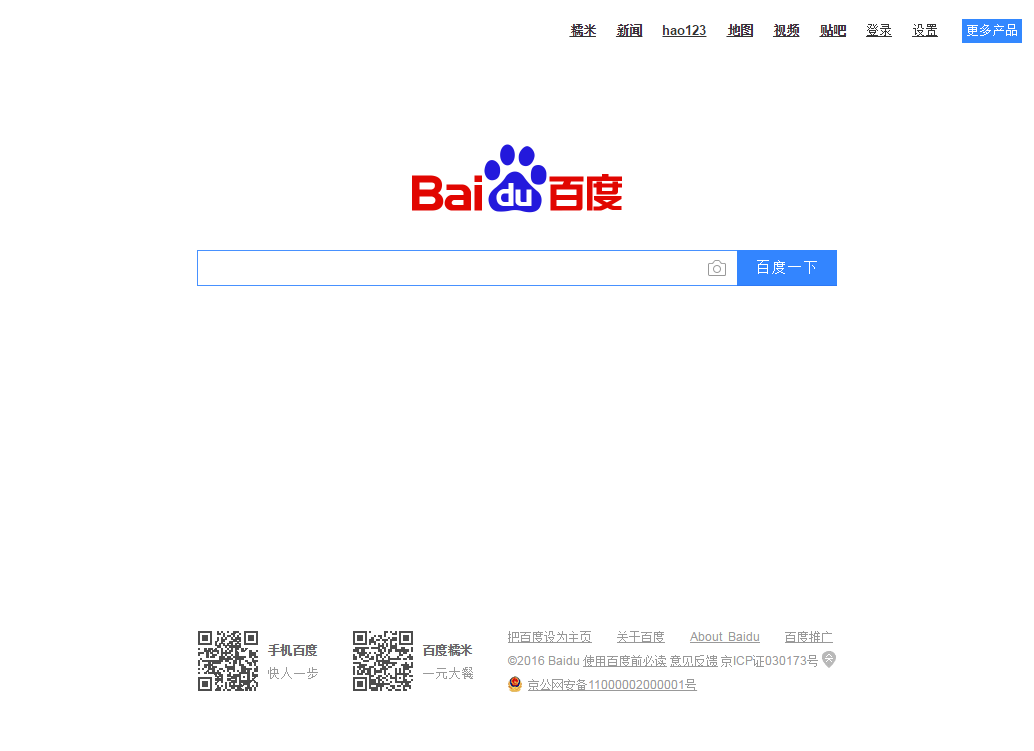 糯米 新闻 hao123 地图 视频 贴吧 登录 设置 更多产品
Bai du 百度
百度一下
手机百度
快人一步
百度糯米
一元大餐
把百度设为主页 关于百度 About Baidu 百度推广
©2016 Baidu 使用百度前必读 意见反馈 京ICP证030173号
京公网安备11000002000001号